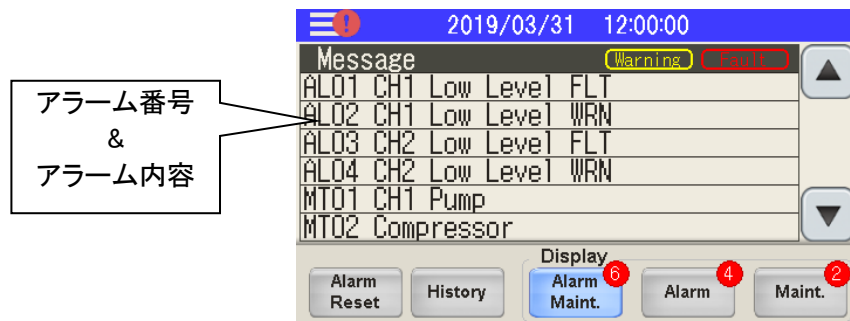 アラーム番号
&
アラーム内容
2019/03/31 12:00:00
Message Warning Fault
AL01 CH1 Low Level FLT
AL02 CH1 Low Level WRN
AL03 CH2 Low Level FLT
AL04 CH2 Low Level WRN
MT01 CH1 Pump
MT02 Compressor
Display
Alarm
Reset
History
Alarm
Maint.
6
Alarm
4
Maint.
2